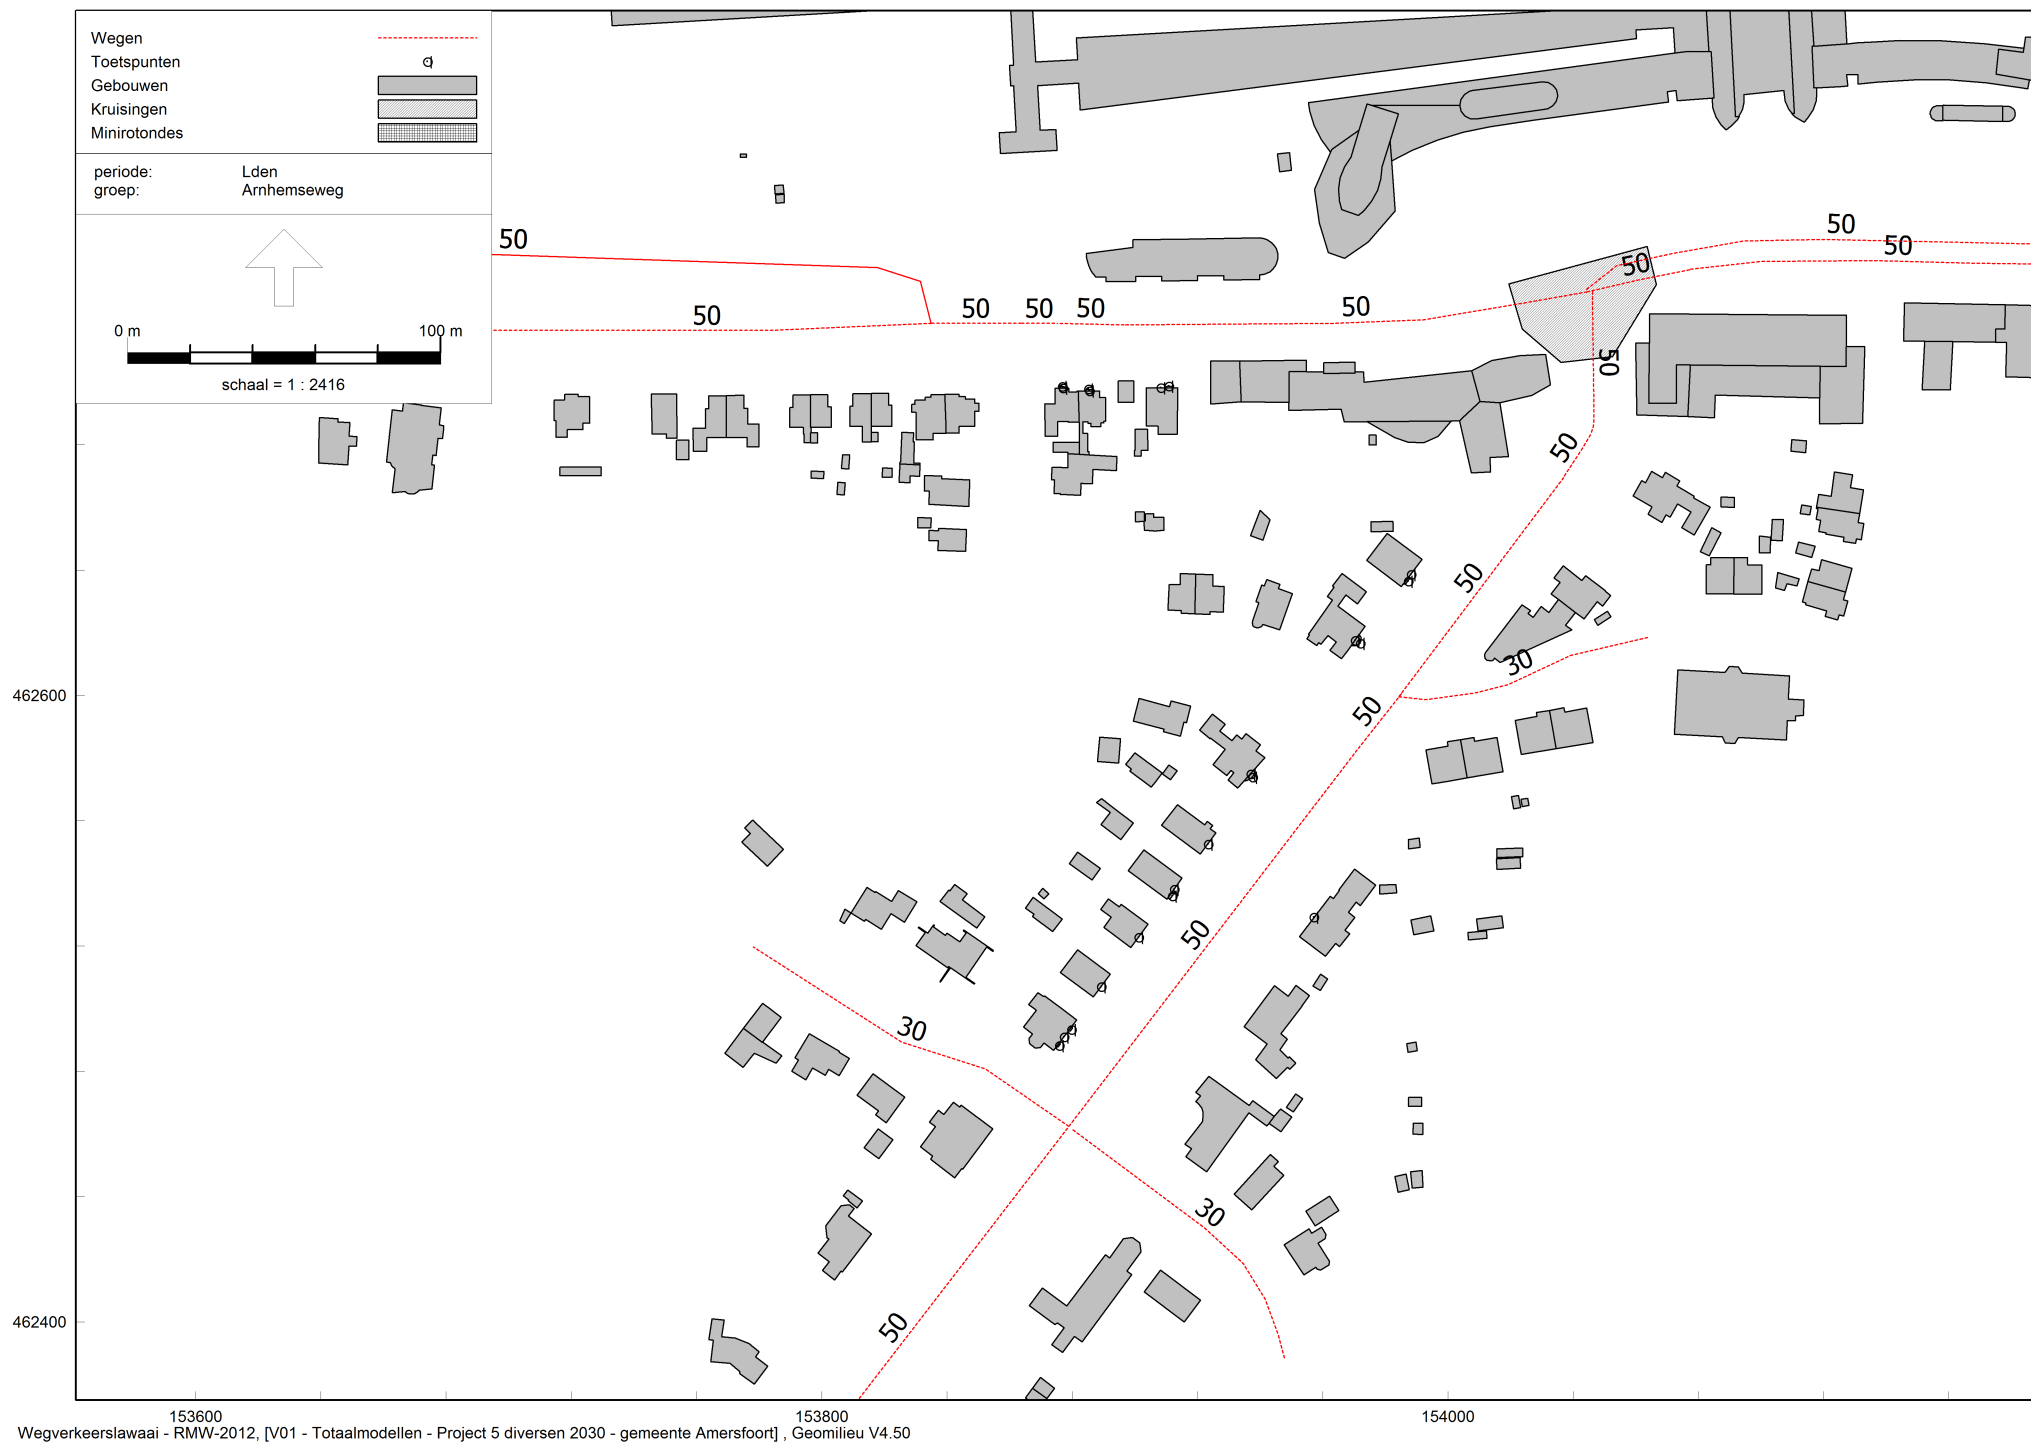 Wegen
Toetspunten
Gebouwen
Kruisingen
Minirotondes
periode: Lden
groep: Arnhemseweg
0 m 100 m
schaal = 1 : 2416
50
50
50
50
50 50 50 50 50
50
50
50
50
30
462600
50
50
30
30
462400
50
153600 153800 154000
Wegverkeerslawaai - RMW-2012, [V01 - Totaalmodellen - Project 5 diversen 2030 - gemeente Amersfoort] , Geomilieu V4.50